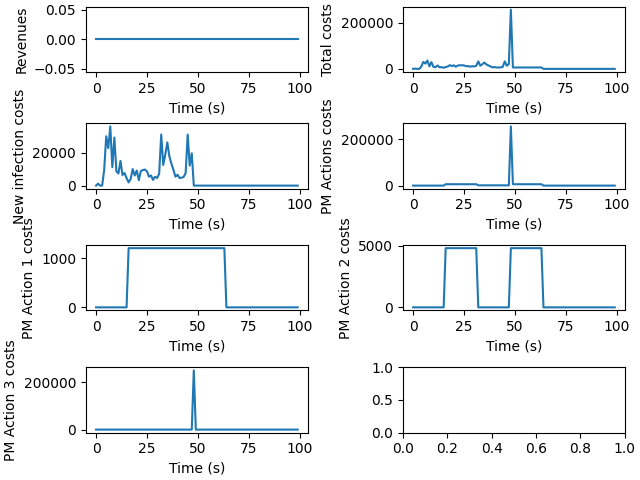 Revenues
0.05
0.00
−0.05
0 25 50 75 100
Time (s)
Total costs
200000
0
0 25 50 75 100
Time (s)
New infection costs
20000
0
0 25 50 75 100
Time (s)
PM Actions costs
200000
0
0 25 50 75 100
Time (s)
PM Action 1 costs
1000
0
0 25 50 75 100
Time (s)
PM Action 2 costs
5000
0
0 25 50 75 100
Time (s)
PM Action 3 costs
200000
0
0 25 50 75 100
Time (s)
1.0
0.5
0.0
0.0 0.2 0.4 0.6 0.8 1.0